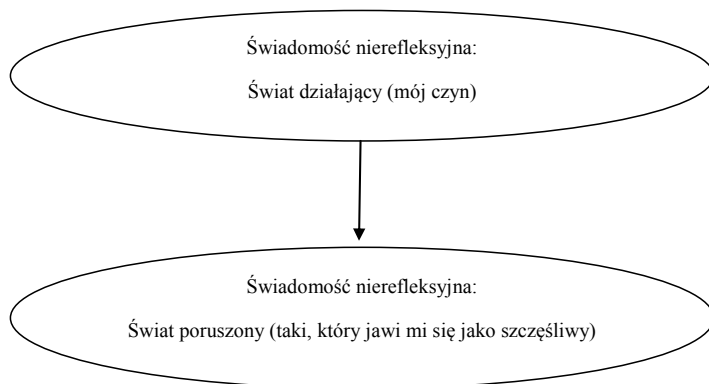 Świadomość nierefleksyjna:
Świat działający (mój czyn)
Świadomość nierefleksyjna:
Świat poruszony (taki, który jawi mi się jako szczęśliwy)